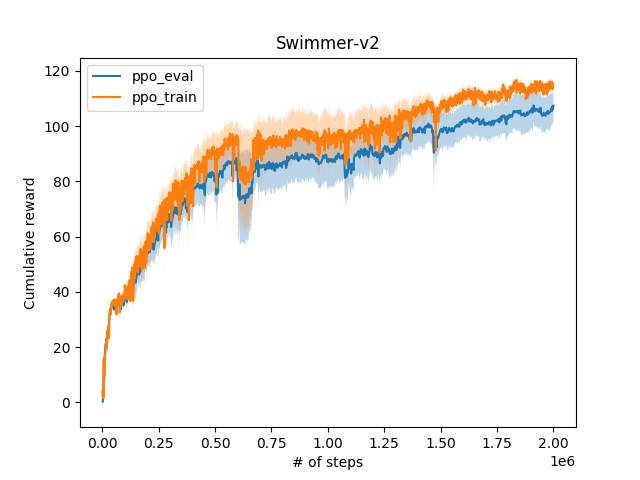 Swimmer-v2
ppo_eval
ppo_train
Cumulative reward
120
100
80
60
40
20
0
0.00 0.25 0.50 0.75 1.00 1.25 1.50 1.75 2.00
# of steps
1e6